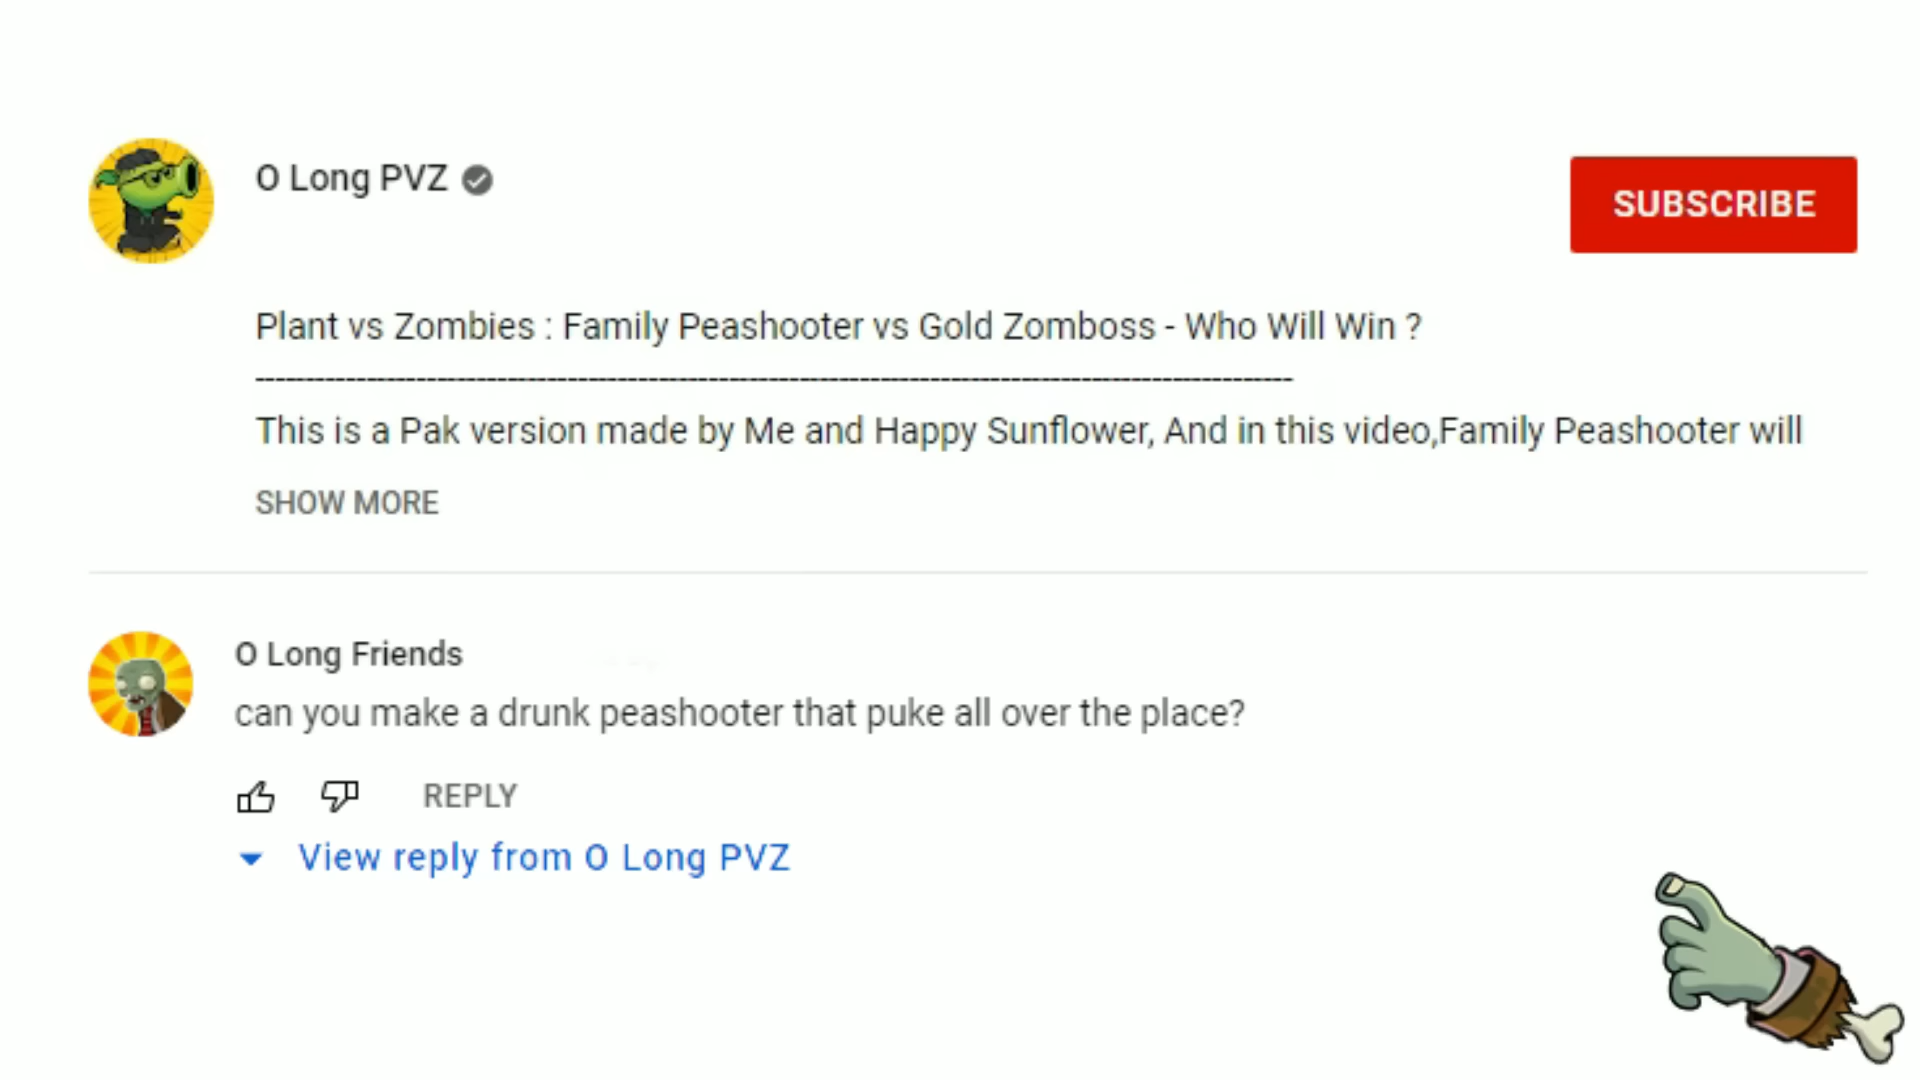 O Long PVZ
SUBSCRIBE
Plant vs Zombies : Family Peashooter vs Gold Zomboss - Who Will Win ?
--------------------------------------------------------------------------------------------------------
This is a Pak version made by Me and Happy Sunflower, And in this video,Family Peashooter will
SHOW MORE
O Long Friends
can you make a drunk peashooter that puke all over the place?
REPLY
View reply from O Long PVZ